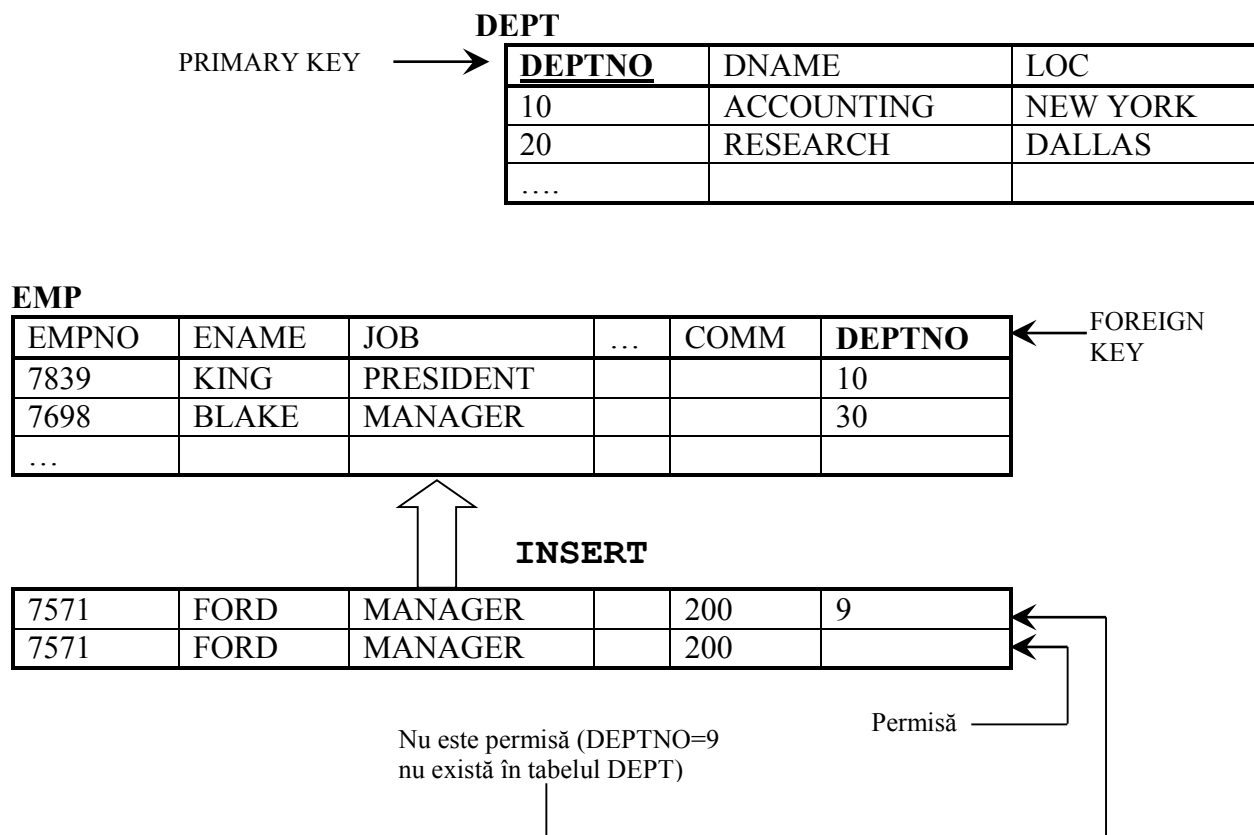 DEPT
PRIMARY KEY
DEPTNO DNAME LOC
10 ACCOUNTING NEW YORK
20 RESEARCH DALLAS
….
EMP
EMPNO ENAME JOB … COMM DEPTNO
FOREIGN
KEY
7839 KING PRESIDENT 10
7698 BLAKE MANAGER 30
…
INSERT
7571 FORD MANAGER 200 9
7571 FORD MANAGER 200
Permisă
Nu este permisă (DEPTNO=9
nu există în tabelul DEPT)